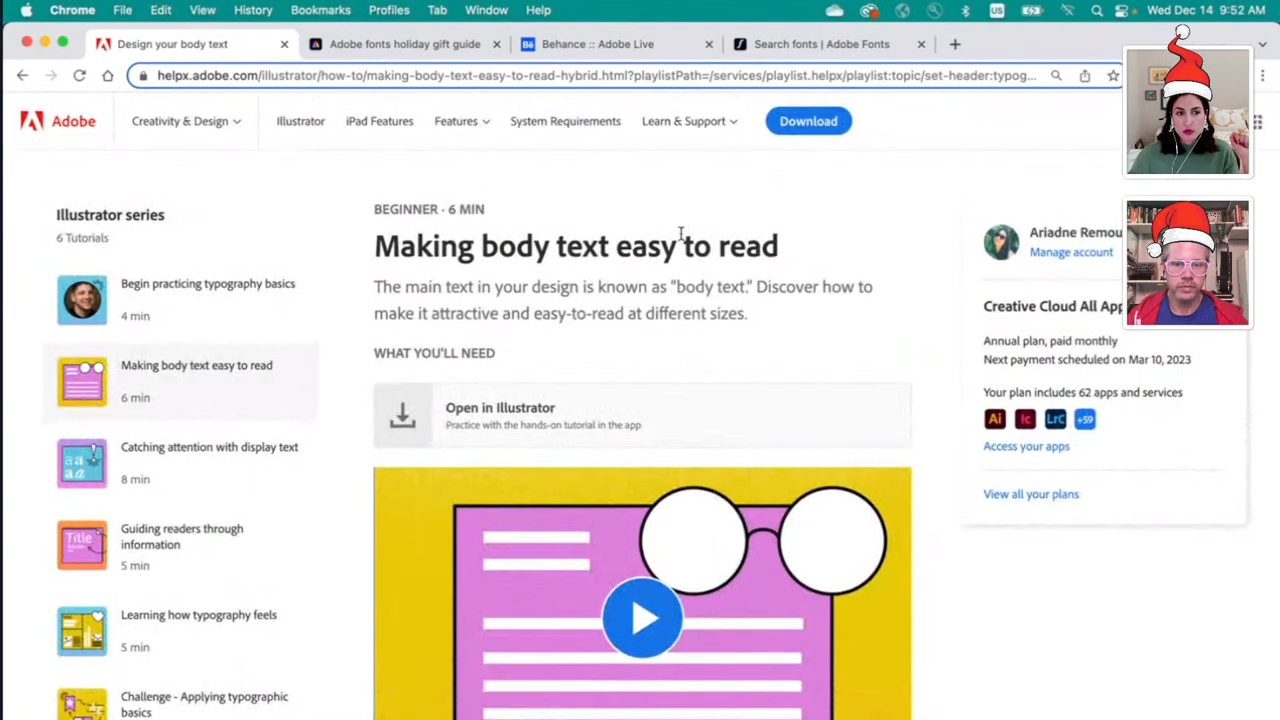 Chrome File Edit View History Bookmarks Profiles Tab Window Help US Wed Dec 14 9:52 AM
Design your body text
Adobe fonts holiday gift guide
Behance :: Adobe Live
Search fonts | Adobe Fonts
helpx.adobe.com/illustrator/how-to/making-body-text-easy-to-read-hybrid.html?playlistPath=/services/playlist.helpx/playlist:topic/set-header:typog...
Adobe Creativity & Design Illustrator iPad Features Features System Requirements Learn & Support Download
Illustrator series
6 Tutorials
Begin practicing typography basics
4 min
Making body text easy to read
6 min
Catching attention with display text
8 min
Guiding readers through
information
5 min
Learning how typography feels
5 min
Challenge - Applying typographic
basics
BEGINNER · 6 MIN
Making body text easy to read
The main text in your design is known as “body text.” Discover how to
make it attractive and easy-to-read at different sizes.
WHAT YOU'LL NEED
Open in Illustrator
Practice with the hands-on tutorial in the app
Ariadne Remou
Manage account
Creative Cloud All App
Annual plan, paid monthly
Next payment scheduled on Mar 10, 2023
Your plan includes 62 apps and services
Ai Ic LrC +59
Access your apps
View all your plans
aa
aa
Title